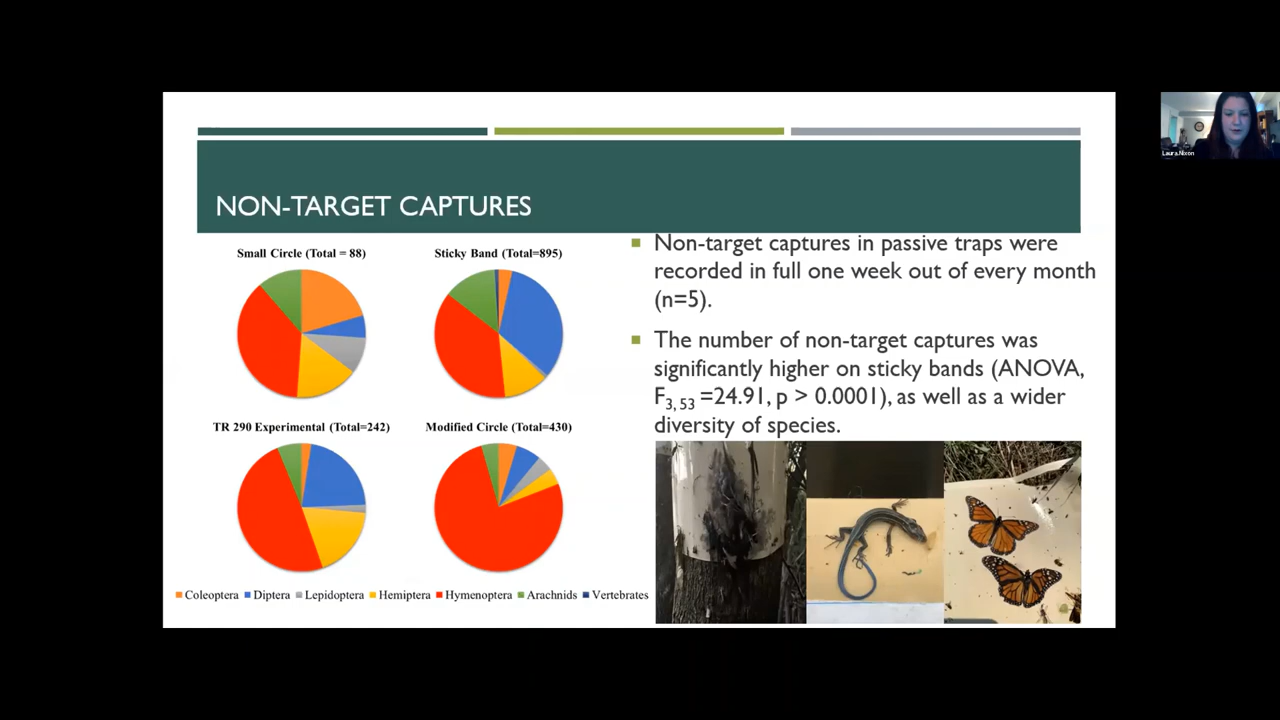 NON-TARGET CAPTURES
Small Circle (Total = 88)
Sticky Band (Total=895)
TR 290 Experimental (Total=242)
Modified Circle (Total=430)
Coleoptera
Diptera
Lepidoptera
Hemiptera
Hymenoptera
Arachnids
Vertebrates
Non-target captures in passive traps were
recorded in full one week out of every month
(n=5).
The number of non-target captures was
significantly higher on sticky bands (ANOVA,
F3, 53 =24.91, p > 0.0001), as well as a wider
diversity of species.
Laura.Nixon